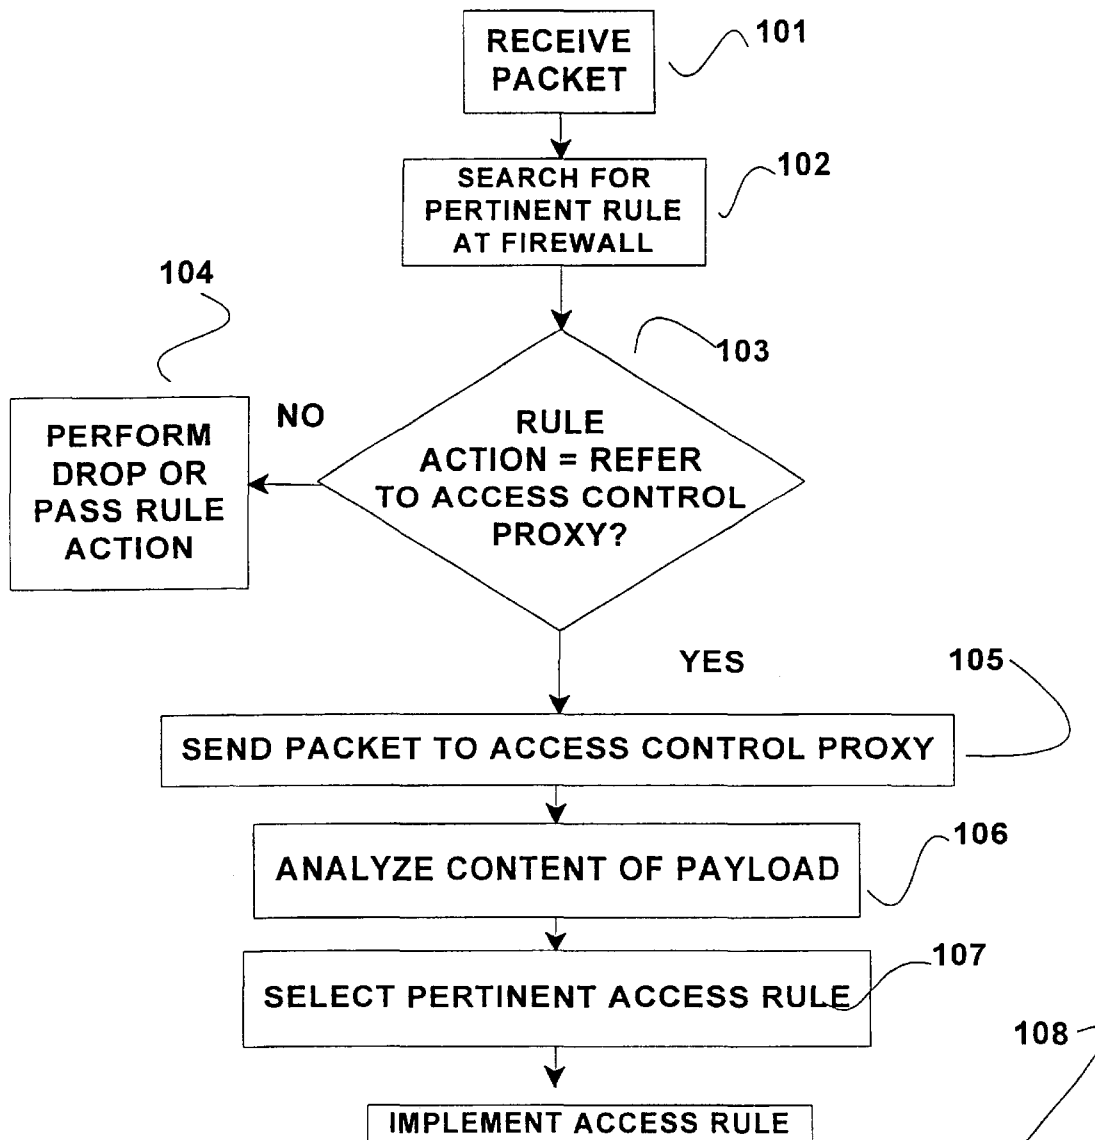 RECEIVE
PACKET
101
SEARCH FOR
PERTINENT RULE
AT FIREWALL
102
104
103
RULE
ACTION = REFER
TO ACCESS CONTROL
PROXY?
NO
PERFORM
DROP OR
PASS RULE
ACTION
YES
105
SEND PACKET TO ACCESS CONTROL PROXY
106
ANALYZE CONTENT OF PAYLOAD
107
SELECT PERTINENT ACCESS RULE
108
IMPLEMENT ACCESS RULE